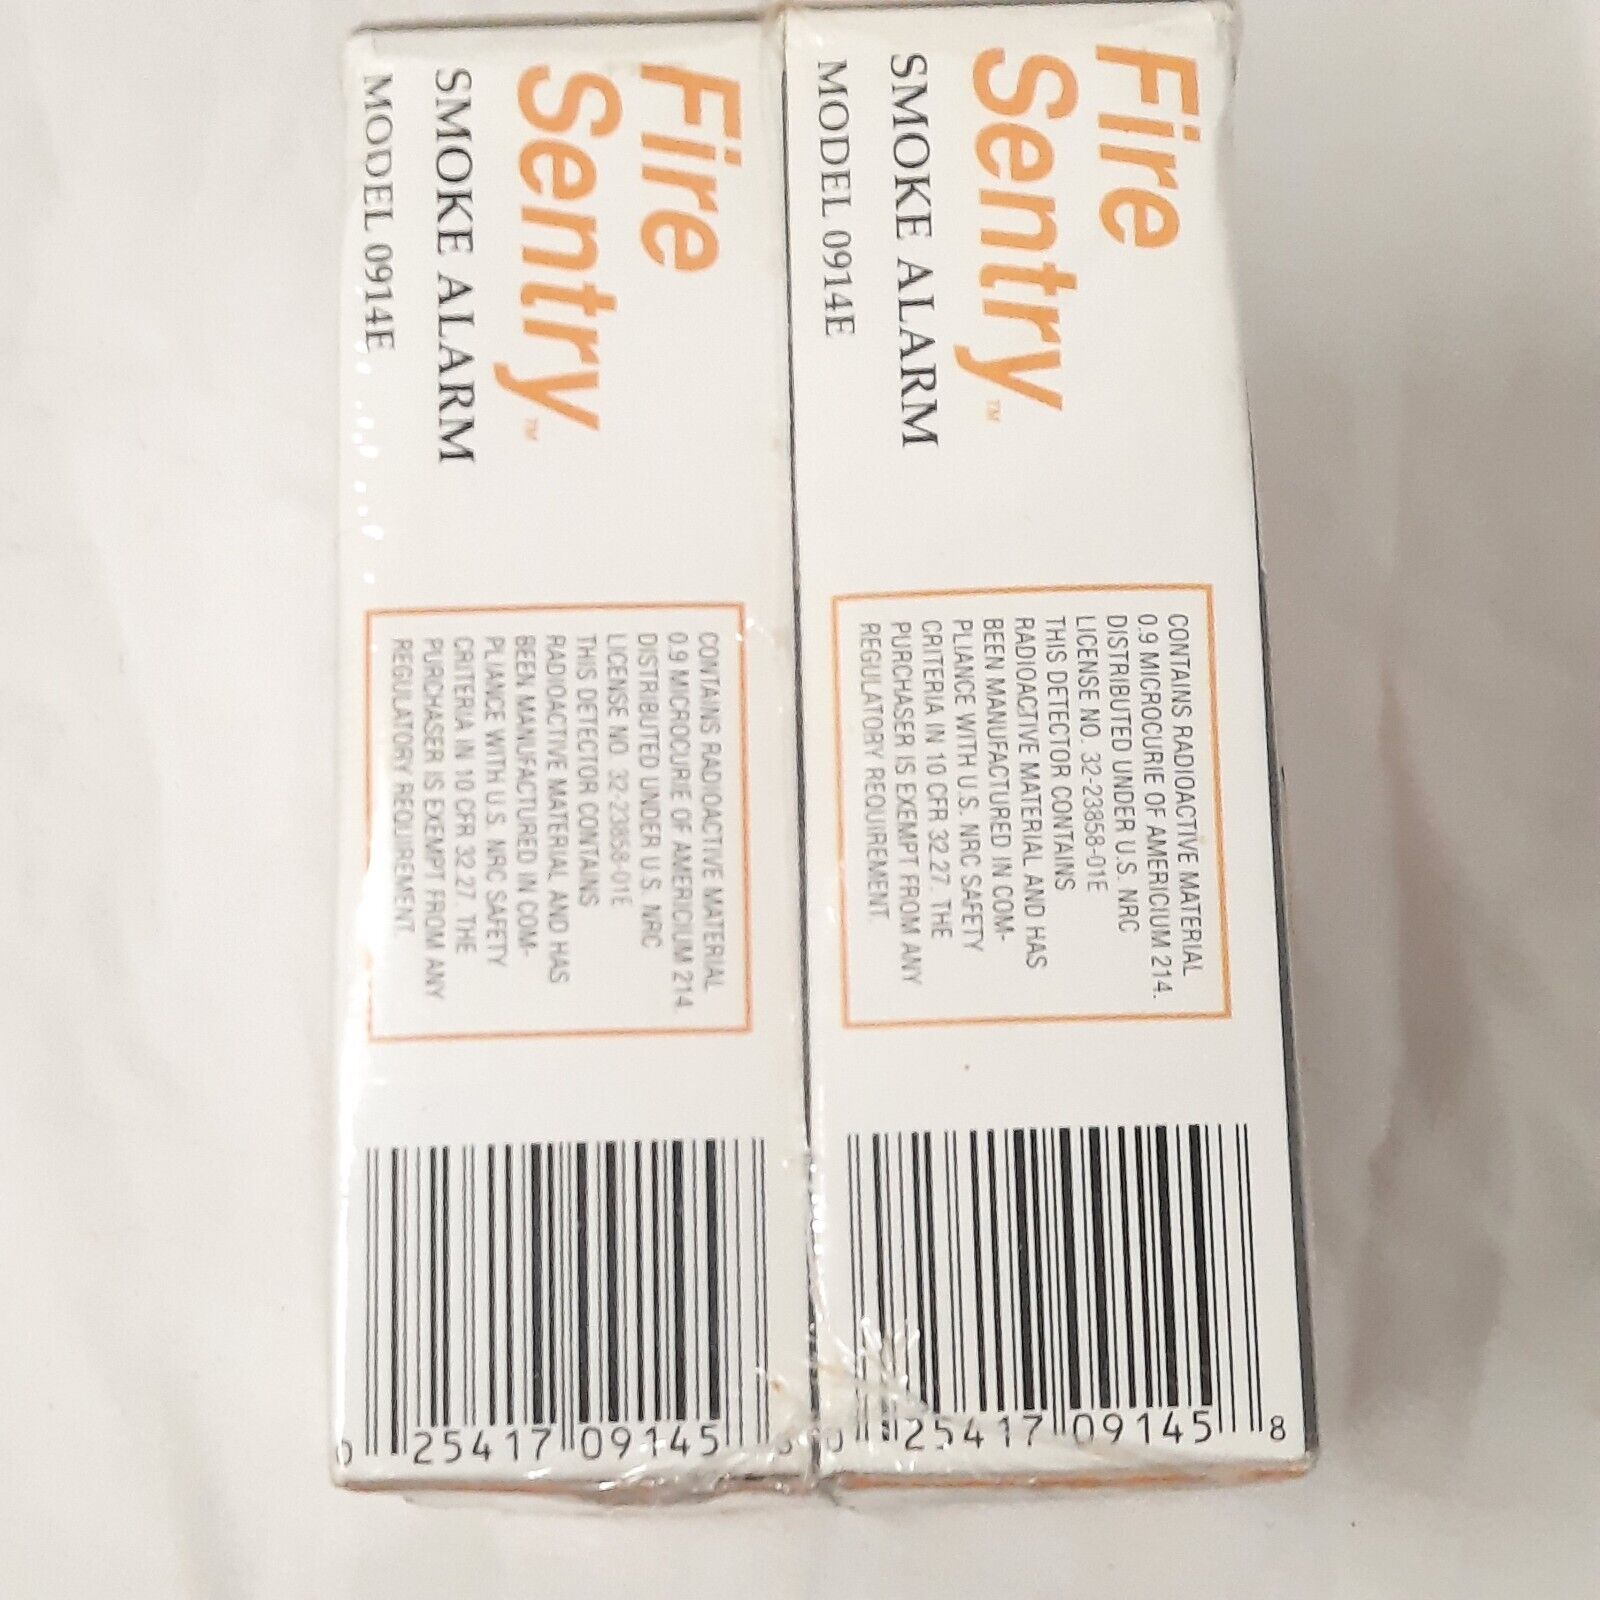 Fire
Sentry™
SMOKE ALARM
MODEL 0914E
CONTAINS RADIOACTIVE MATERIAL
0.9 MICROCURIE OF AMERICIUM 214.
DISTRIBUTED UNDER U.S. NRC
LICENSE NO. 32-23858-01E
THIS DETECTOR CONTAINS
RADIOACTIVE MATERIAL AND HAS
BEEN MANUFACTURED IN COM-
PLIANCE WITH U.S. NRC SAFETY
CRITERIA IN 10 CFR 32.27. THE
PURCHASER IS EXEMPT FROM ANY
REGULATORY REQUIREMENT.
0 25417 09145 8
Fire
Sentry™
SMOKE ALARM
MODEL 0914E
CONTAINS RADIOACTIVE MATERIAL
0.9 MICROCURIE OF AMERICIUM 214.
DISTRIBUTED UNDER U.S. NRC
LICENSE NO. 32-23858-01E
THIS DETECTOR CONTAINS
RADIOACTIVE MATERIAL AND HAS
BEEN MANUFACTURED IN COM-
PLIANCE WITH U.S. NRC SAFETY
CRITERIA IN 10 CFR 32.27. THE
PURCHASER IS EXEMPT FROM ANY
REGULATORY REQUIREMENT.
0 25417 09145 8